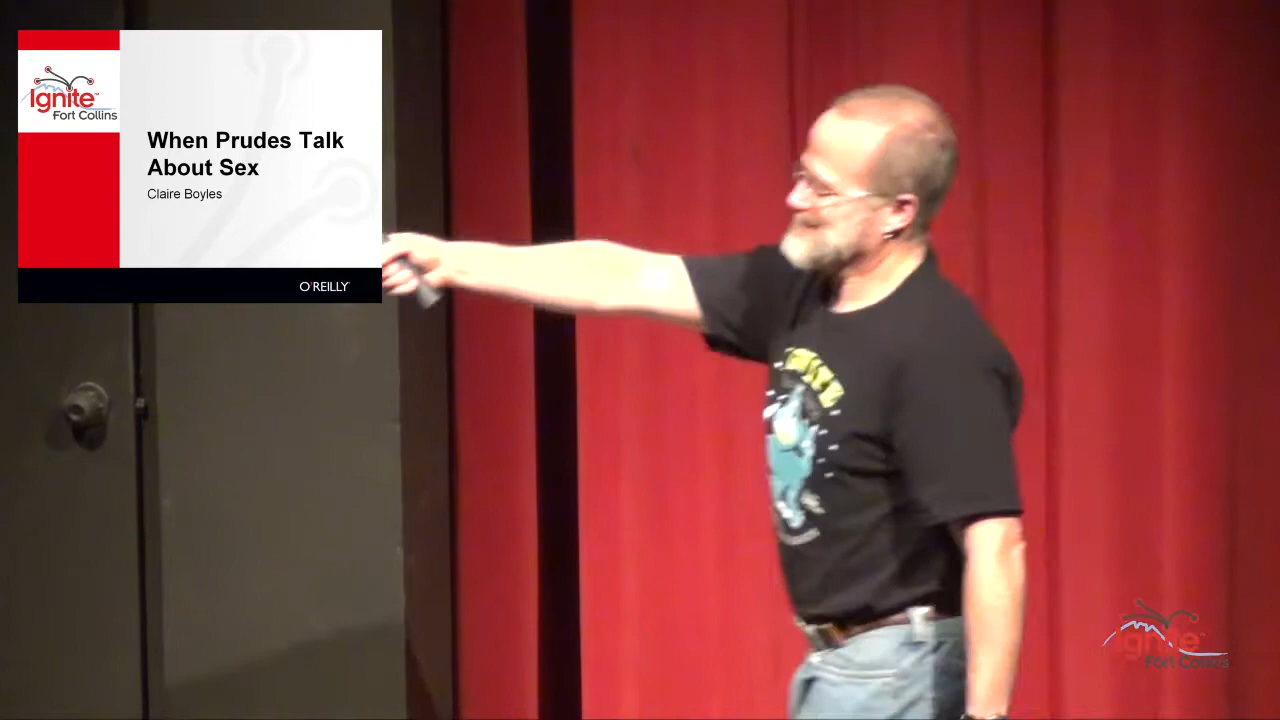 Ignite
Fort Collins
When Prudes Talk
About Sex
Claire Boyles
O'REILLY
Ignite
Fort Collins